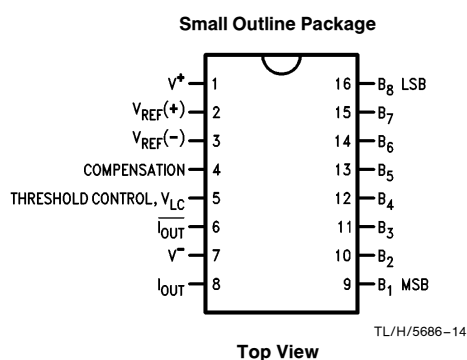 Small Outline Package
V+ 1 16 B8 LSB
VREF(+) 2 15 B7
VREF(−) 3 14 B6
COMPENSATION 4 13 B5
THRESHOLD CONTROL, VLC 5 12 B4
IOUT 6 11 B3
V− 7 10 B2
IOUT 8 9 B1 MSB
TL/H/5686–14
Top View